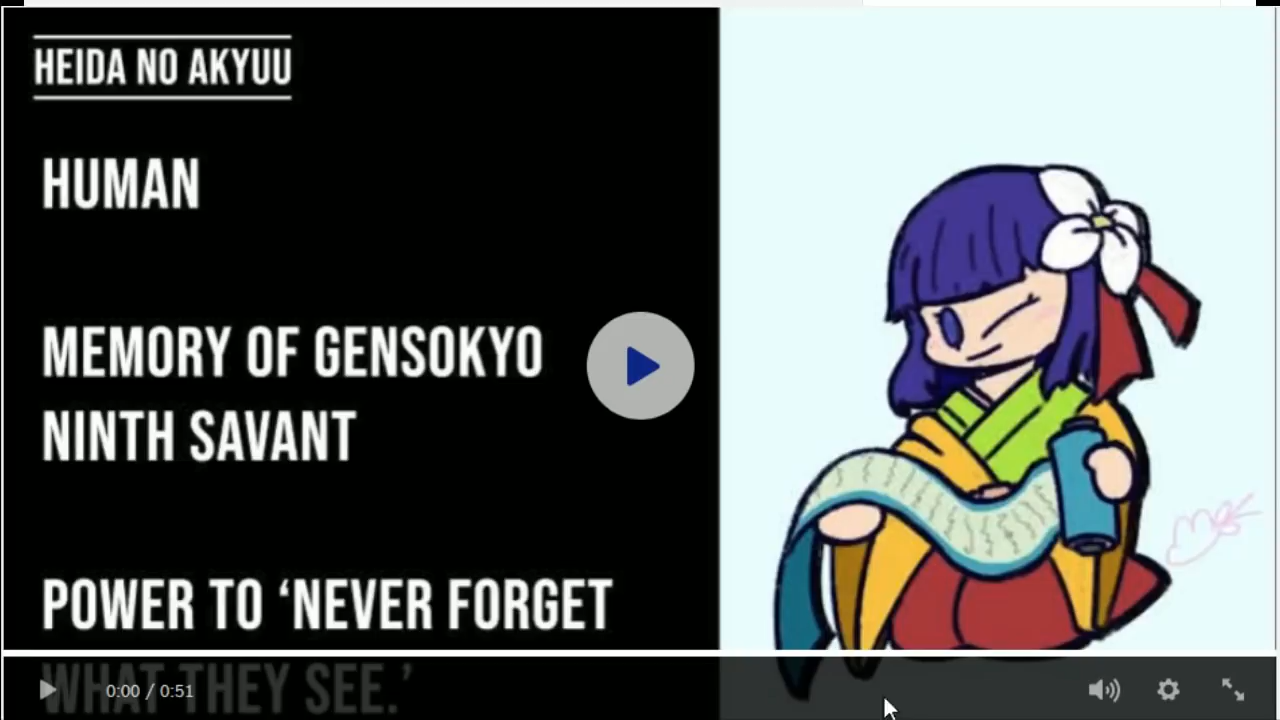 HEIDA NO AKYUU
HUMAN
MEMORY OF GENSOKYO
NINTH SAVANT
POWER TO ‘NEVER FORGET
WHAT THEY SEE.’
0:00 / 0:51